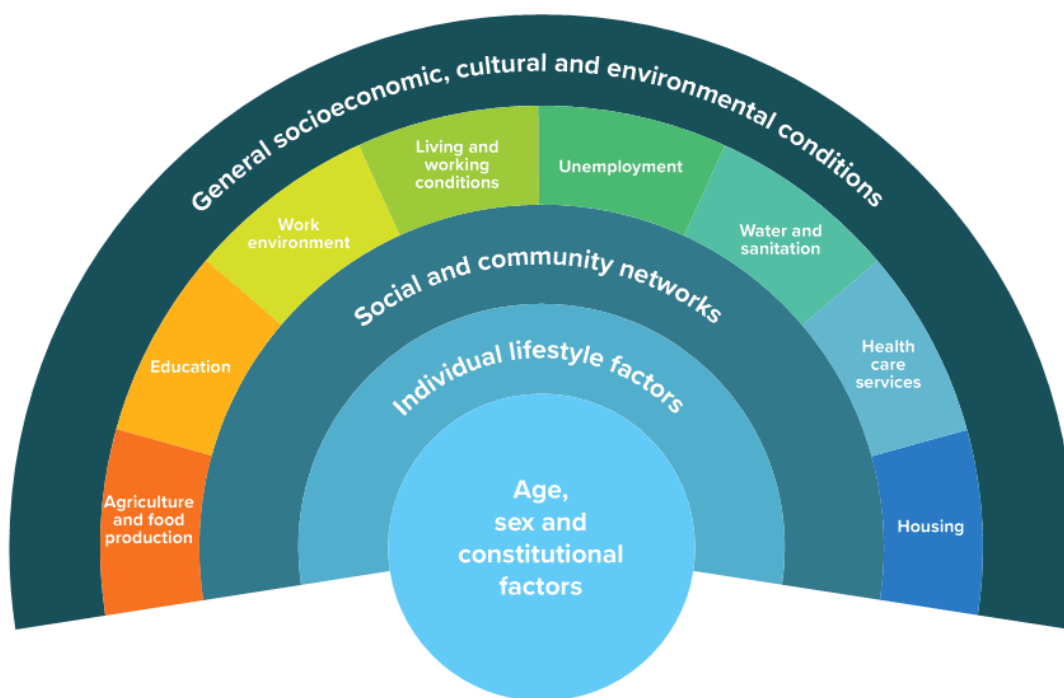 General socioeconomic, cultural and environmental conditions
Living and
working
conditions
Unemployment
Work
environment
Water and
sanitation
Education
Health
care
services
Agriculture
and food
production
Housing
Social and community networks
Individual lifestyle factors
Age,
sex and
constitutional
factors